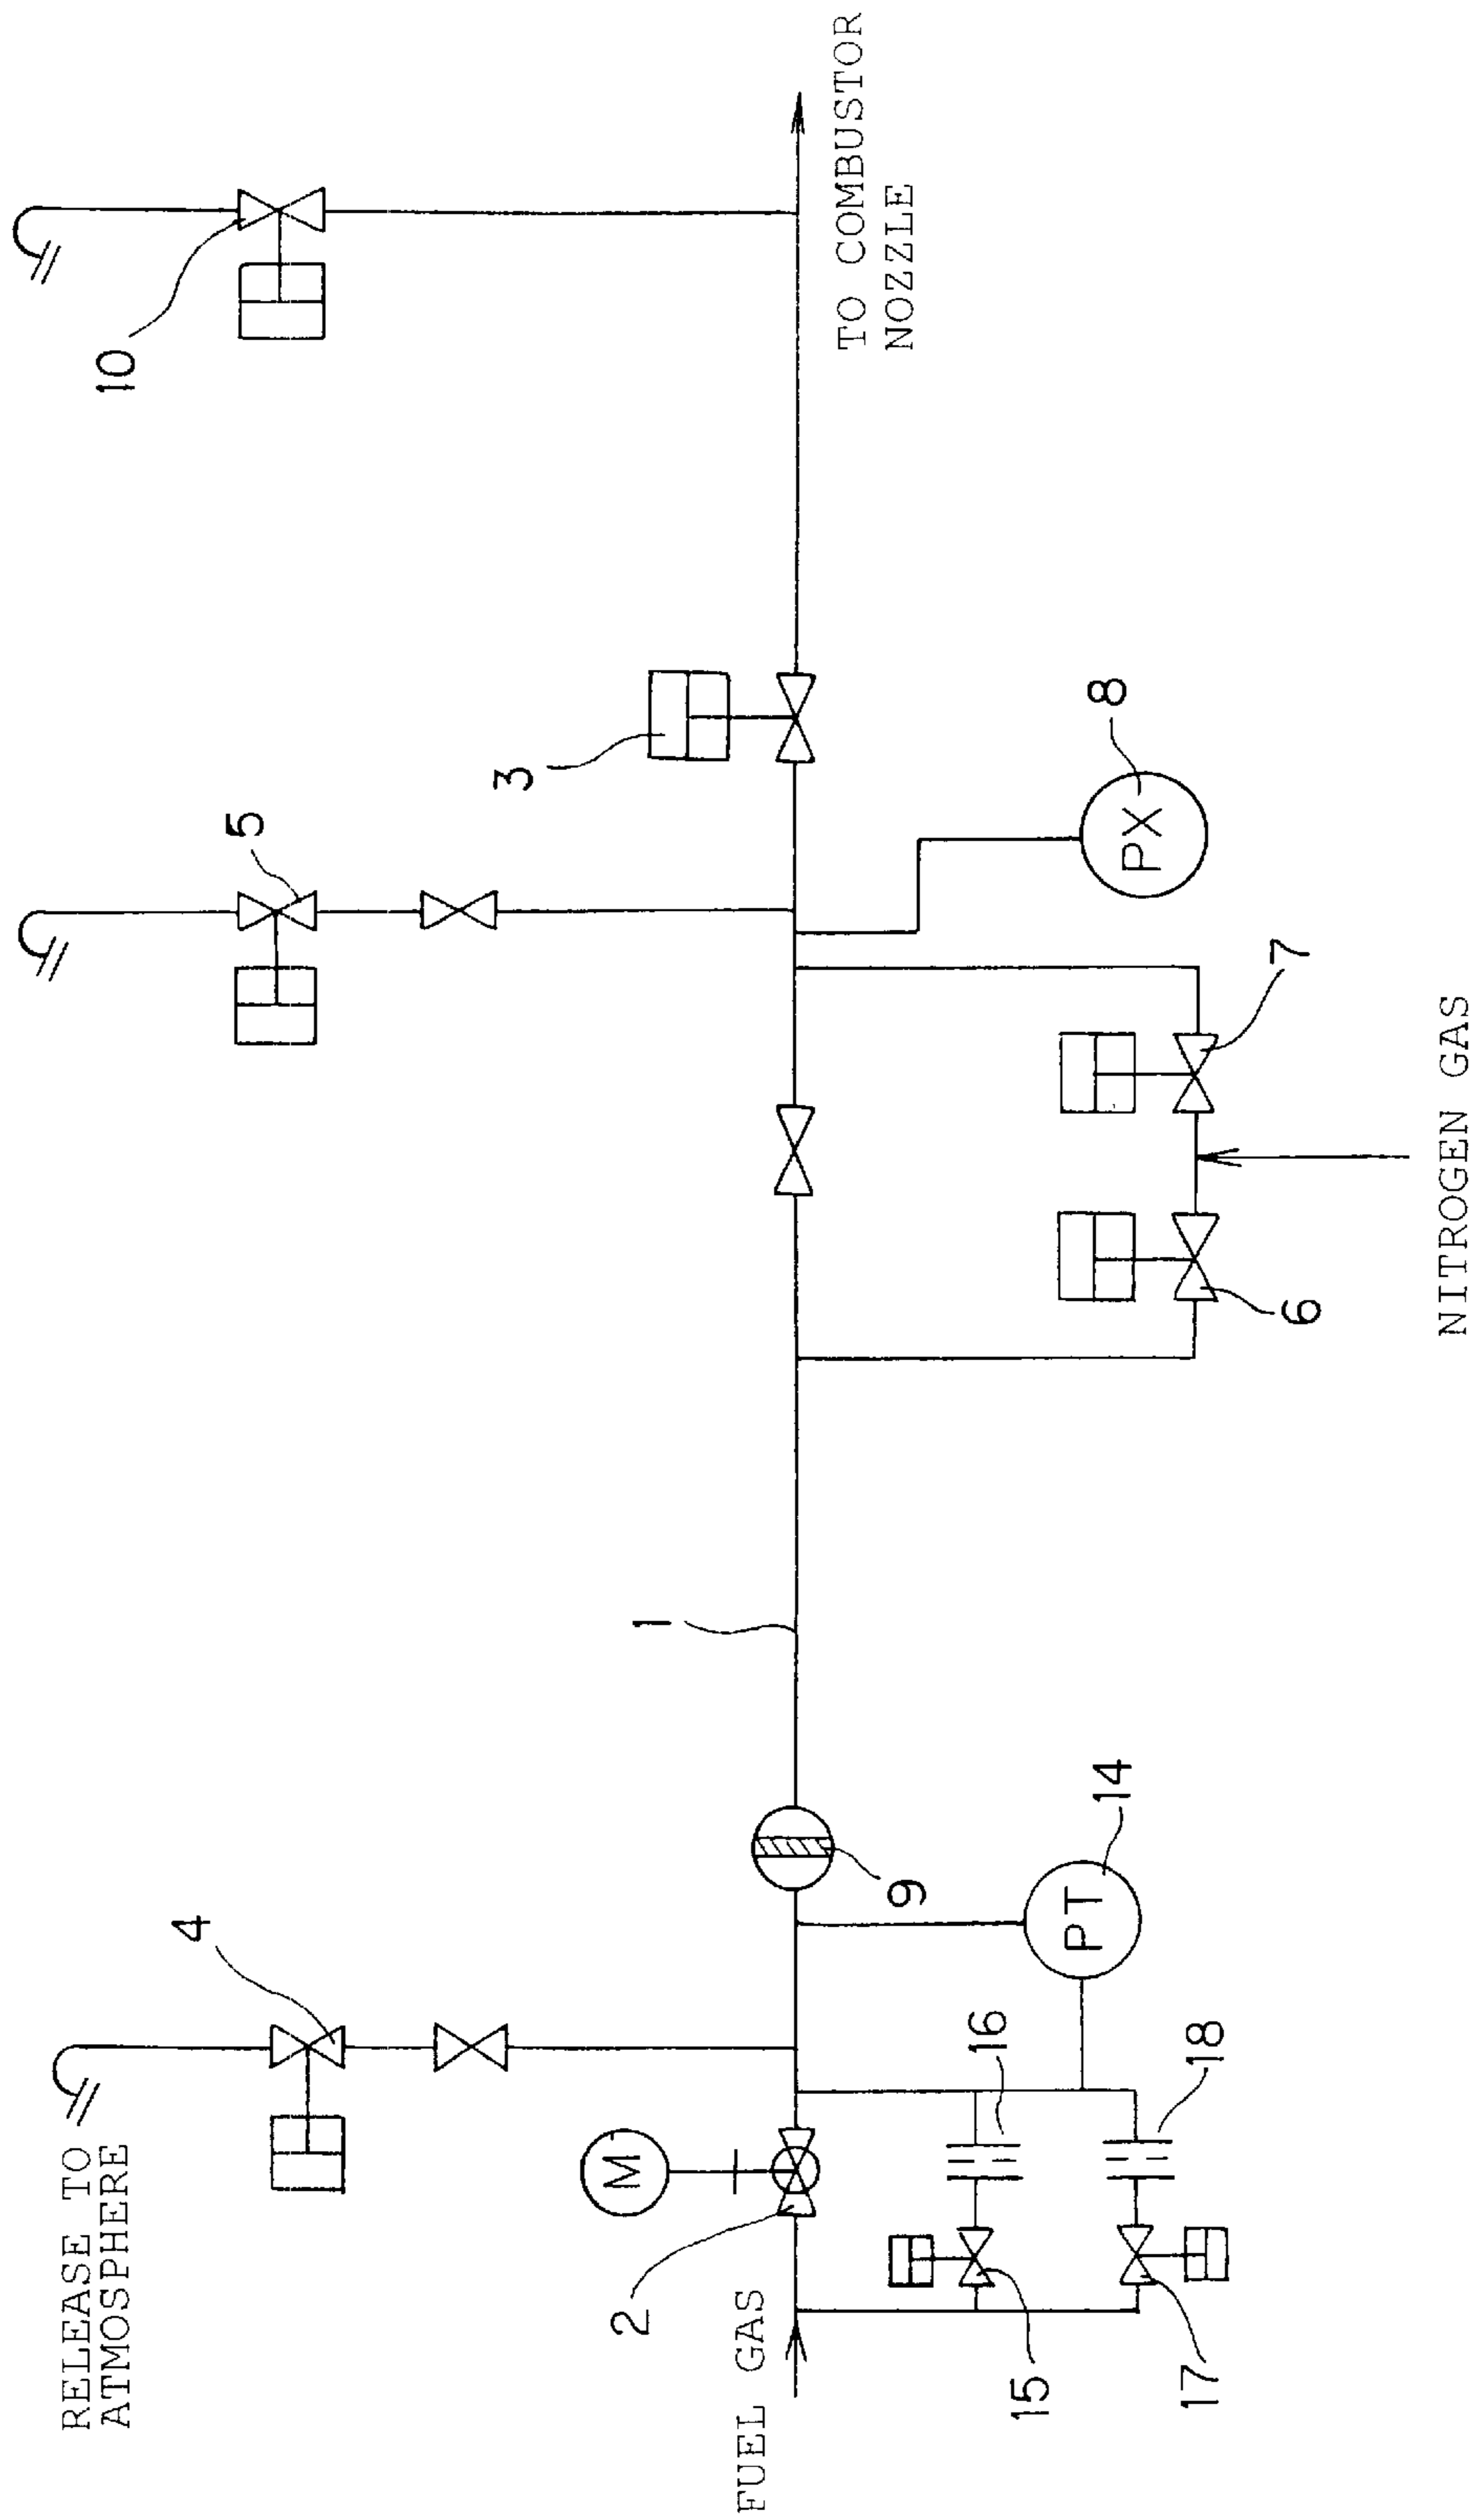 RELEASE TO
ATMOSPHERE
4
5
10
M
2
3
1
FUEL GAS
TO COMBUSTOR
NOZZLE
9
15
16
17
18
PT
14
PX
8
6
7
NITROGEN GAS